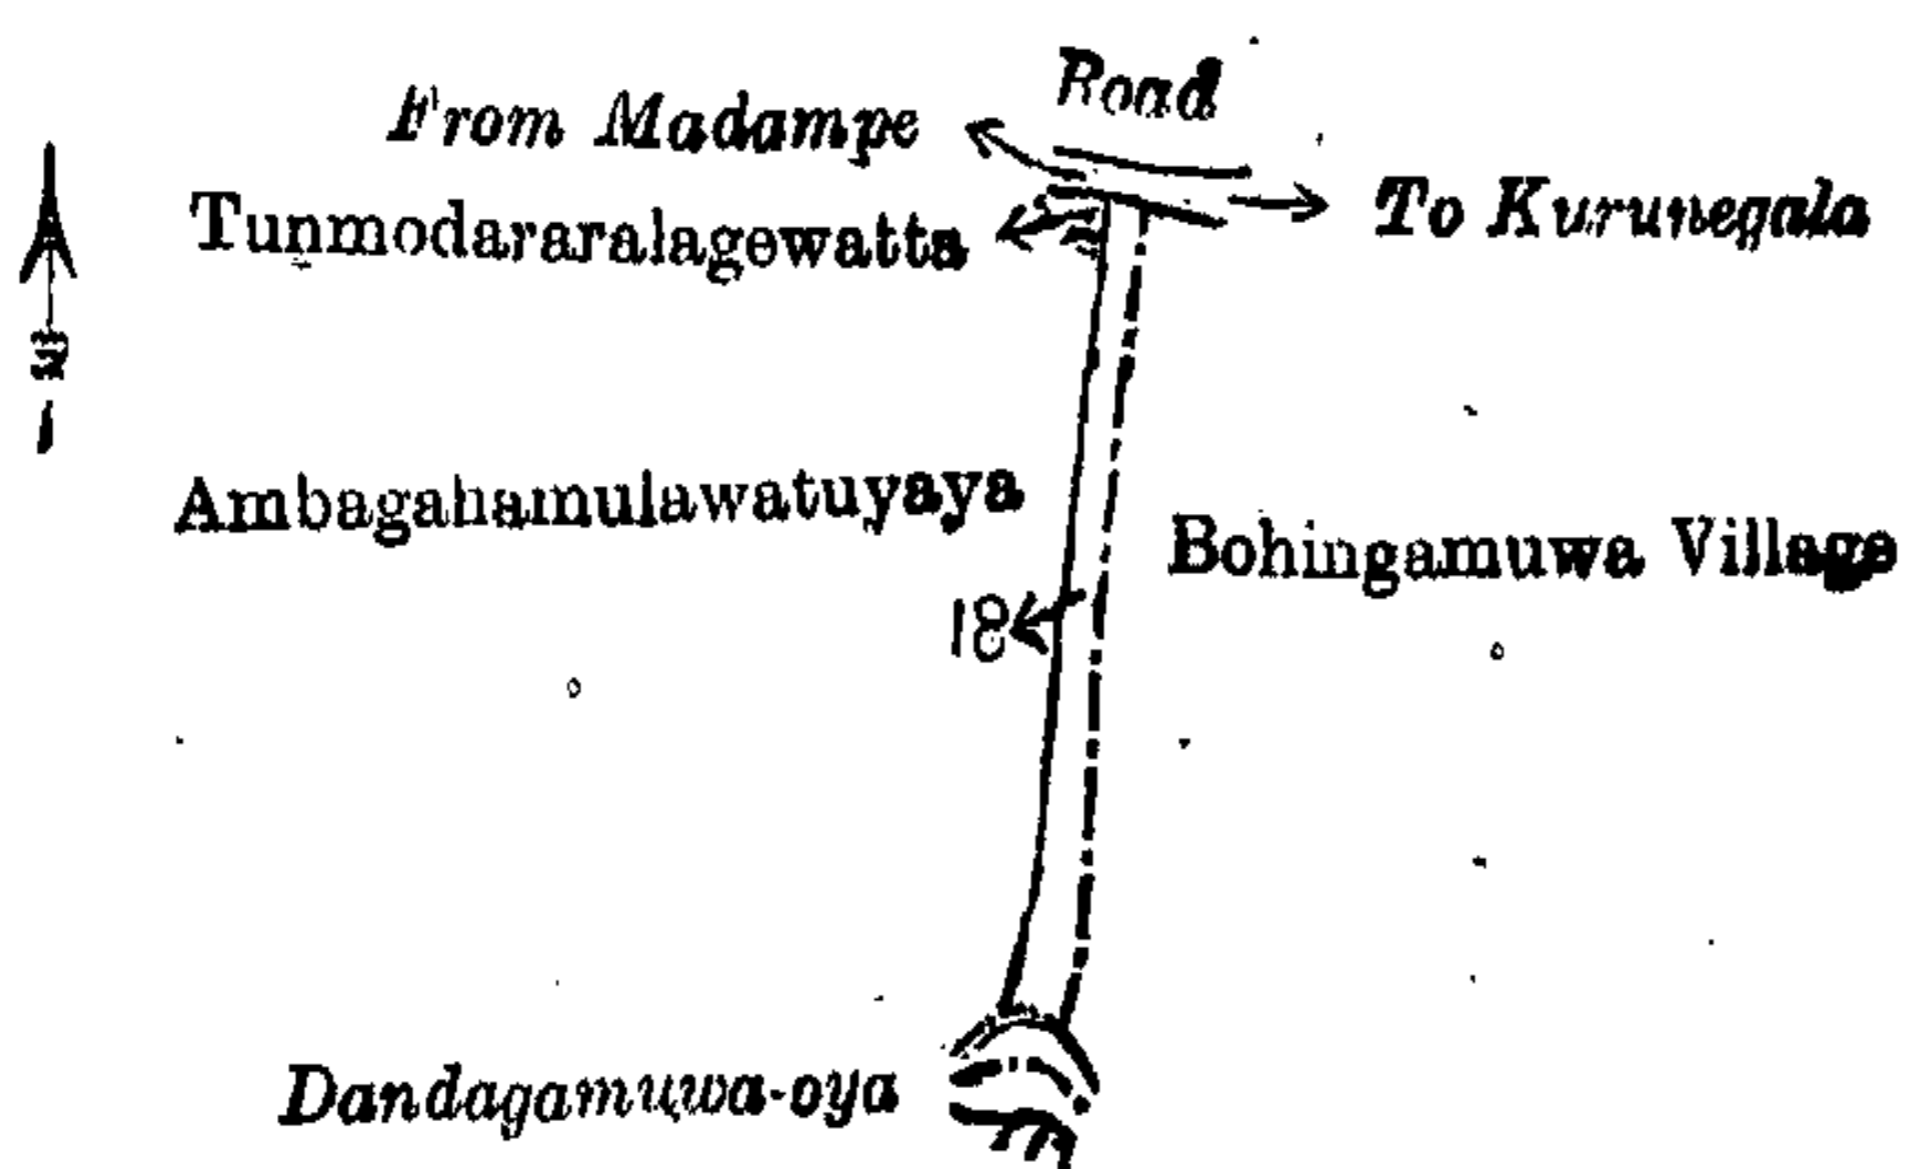 Road
From Madampe
To Kurunegala
Tunmodararalagewatta
Ambagahamulawatuyaya
Bohingamuwa Village
18
Dandagamuwa-oya